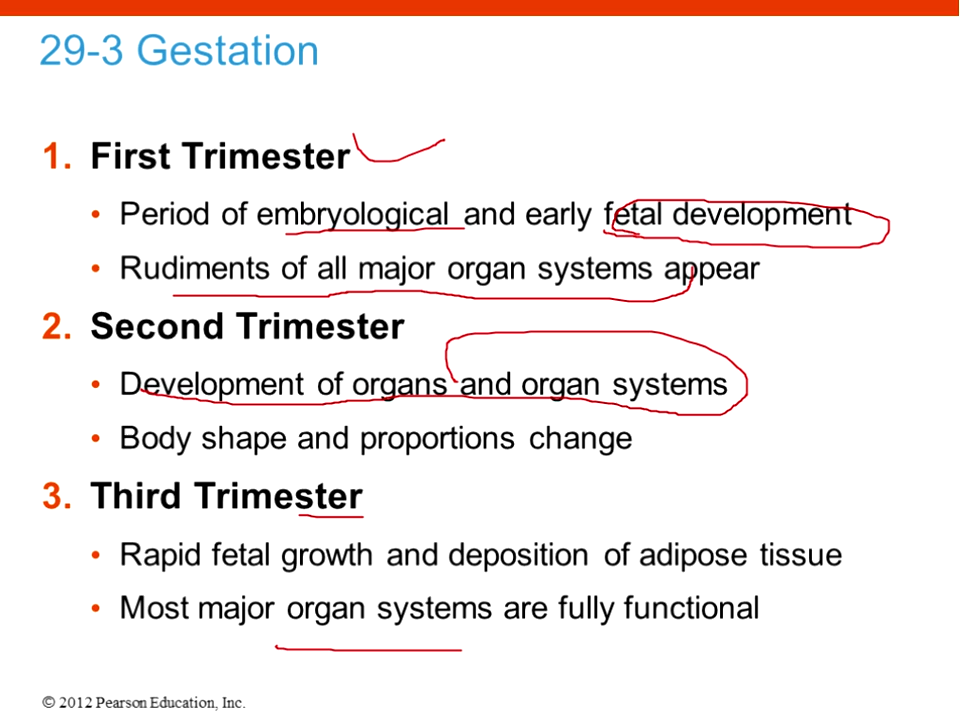 29-3 Gestation
1. First Trimester
• Period of embryological and early fetal development
• Rudiments of all major organ systems appear
2. Second Trimester
• Development of organs and organ systems
• Body shape and proportions change
3. Third Trimester
• Rapid fetal growth and deposition of adipose tissue
• Most major organ systems are fully functional
© 2012 Pearson Education, Inc.